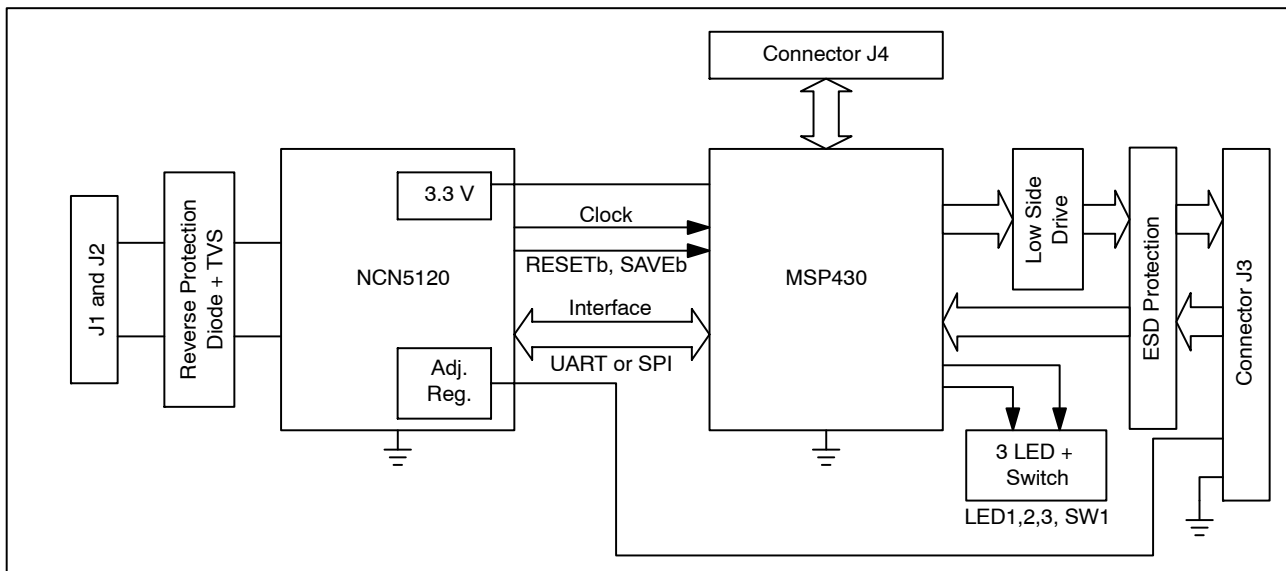 Connector J4
J1 and J2
Reverse Protection
Diode + TVS
NCN5120
3.3 V
Adj.
Reg.
Clock
RESETb, SAVEb
Interface
UART or SPI
MSP430
Low Side
Drive
ESD Protection
Connector J3
3 LED +
Switch
LED1,2,3, SW1